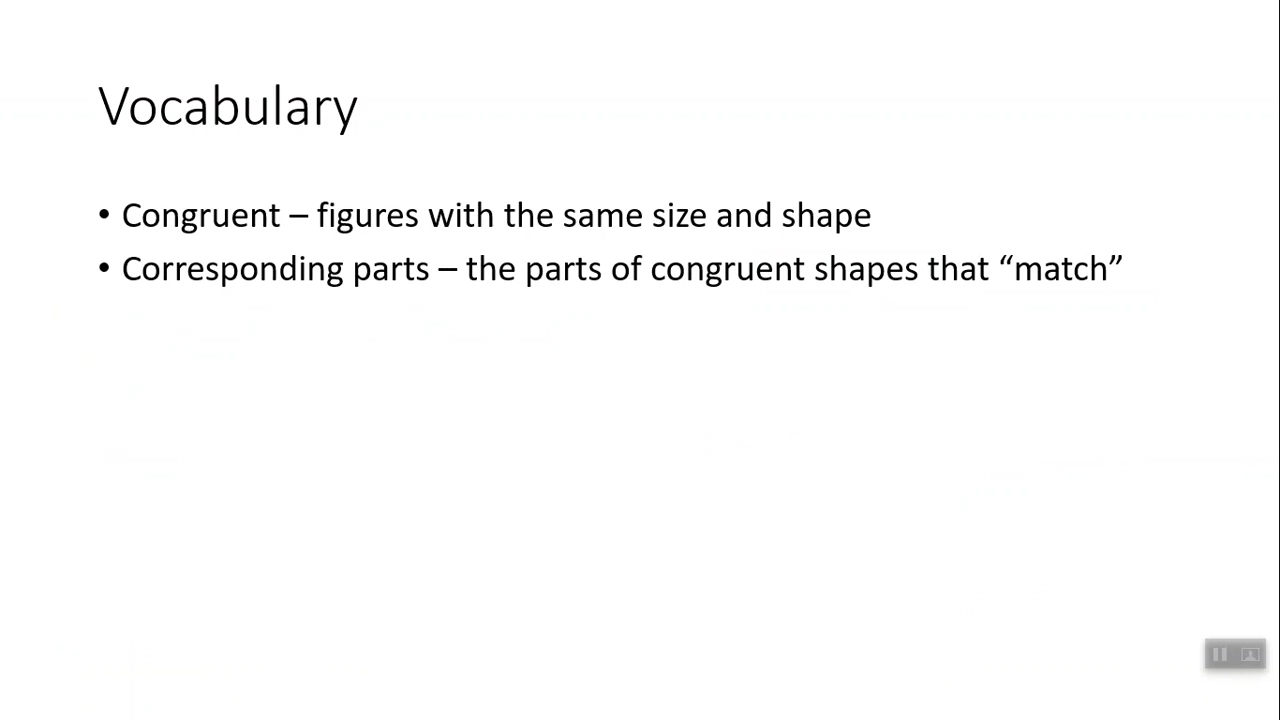 Vocabulary
• Congruent – figures with the same size and shape
• Corresponding parts – the parts of congruent shapes that “match”